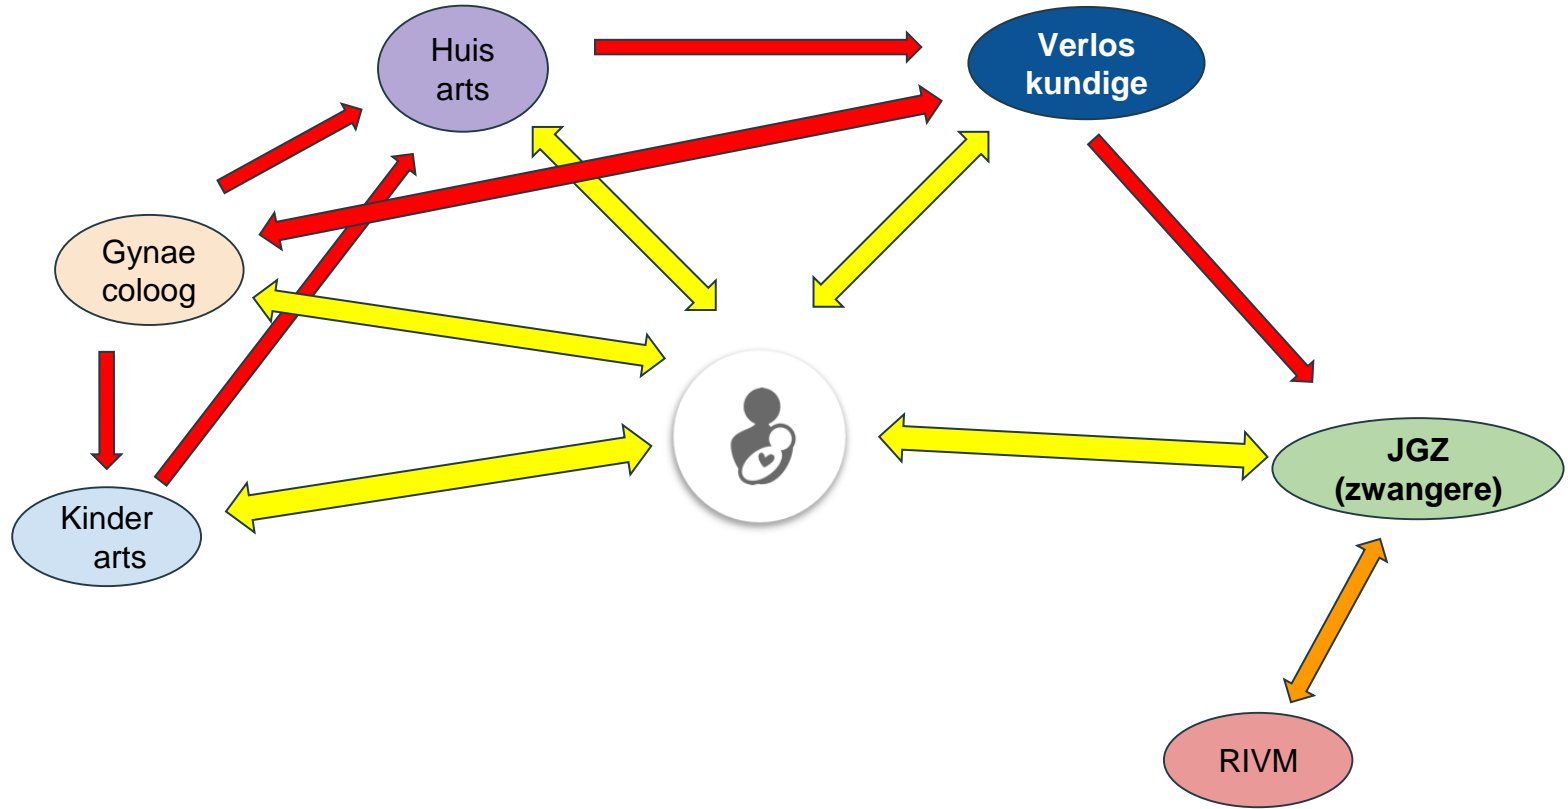 Huis
arts
Verlos
kundige
Gynae
coloog
Kinder
arts
JGZ
(zwangere)
RIVM